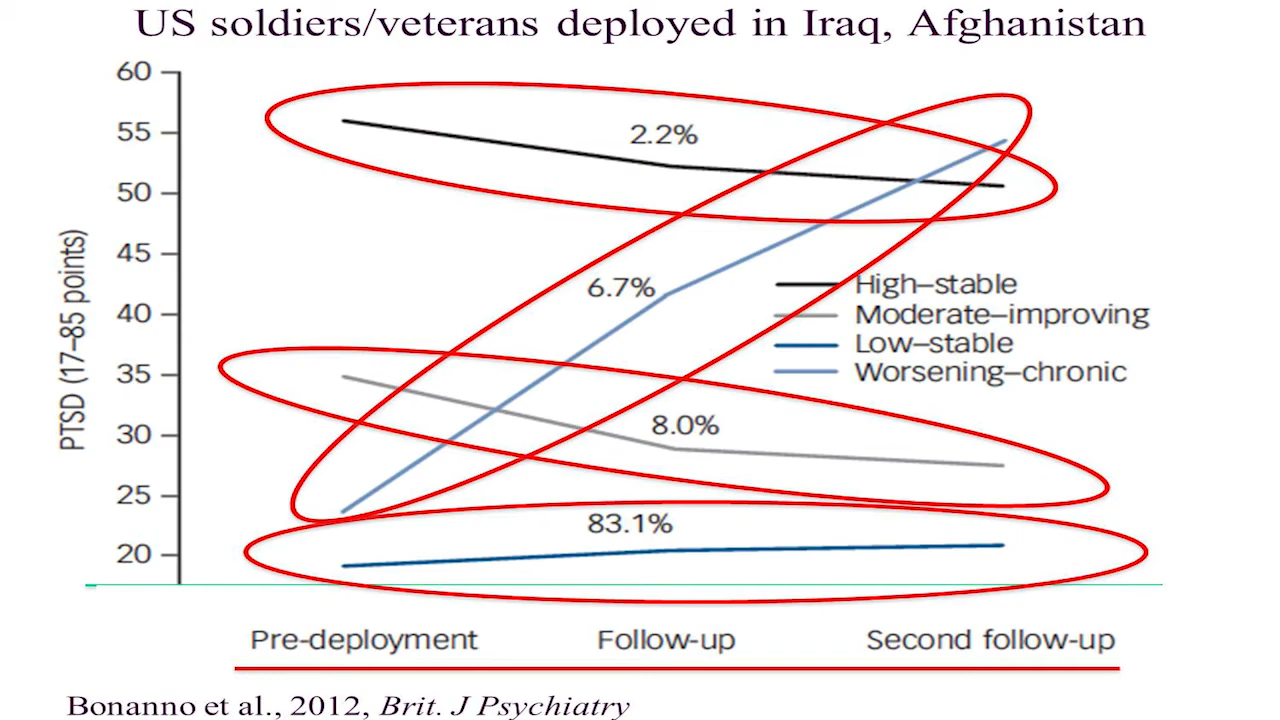 US soldiers/veterans deployed in Iraq, Afghanistan
60
55
50
45
40
35
30
25
20
PTSD (17–85 points)
2.2%
6.7%
8.0%
83.1%
High–stable
Moderate–improving
Low–stable
Worsening–chronic
Pre-deployment Follow-up Second follow-up
Bonanno et al., 2012, Brit. J Psychiatry